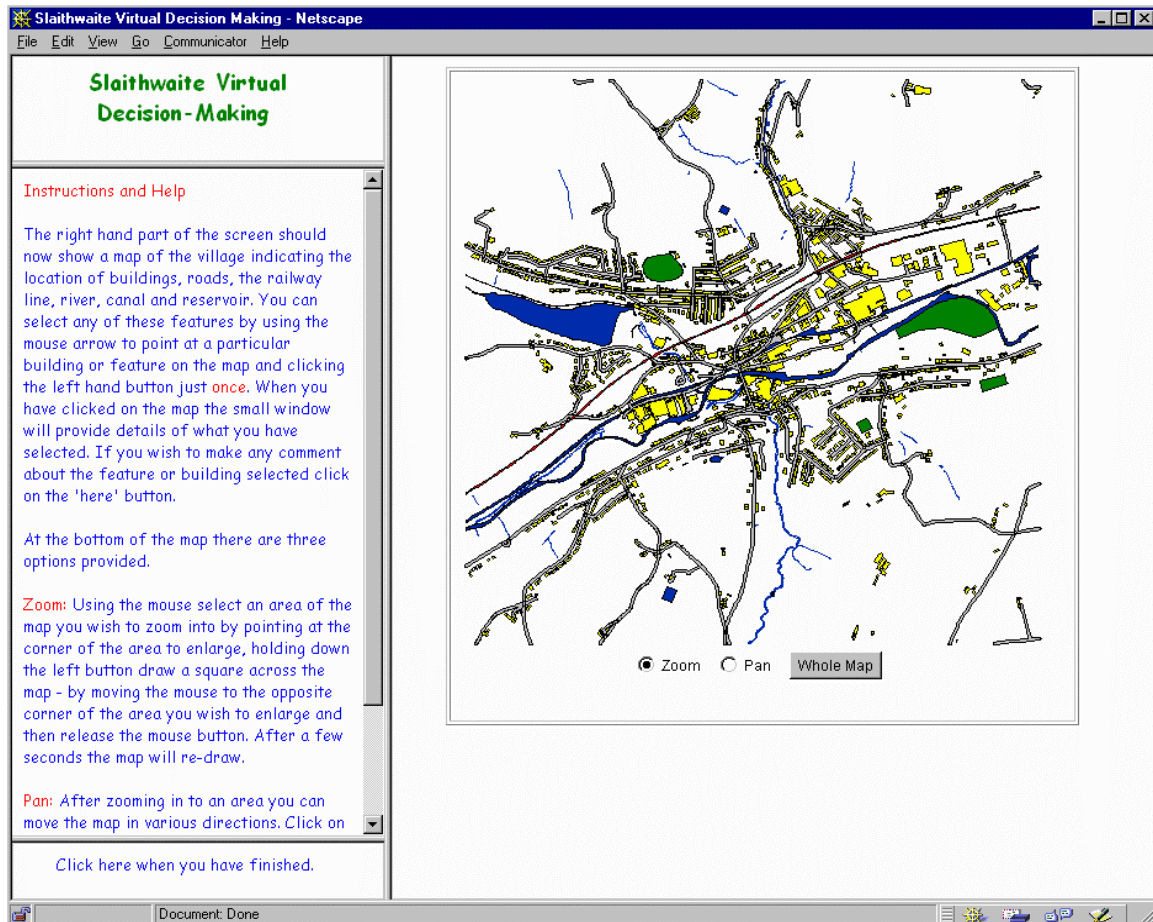 Slaithwaite Virtual Decision Making - Netscape
File Edit View Go Communicator Help
Slaithwaite Virtual
Decision-Making
Instructions and Help
The right hand part of the screen should
now show a map of the village indicating the
location of buildings, roads, the railway
line, river, canal and reservoir. You can
select any of these features by using the
mouse arrow to point at a particular
building or feature on the map and clicking
the left hand button just once. When you
have clicked on the map the small window
will provide details of what you have
selected. If you wish to make any comment
about the feature or building selected click
on the 'here' button.
At the bottom of the map there are three
options provided.
Zoom: Using the mouse select an area of the
map you wish to zoom into by pointing at the
corner of the area to enlarge, holding down
the left button draw a square across the
map - by moving the mouse to the opposite
corner of the area you wish to enlarge and
then release the mouse button. After a few
seconds the map will re-draw.
Pan: After zooming in to an area you can
move the map in various directions. Click on
Click here when you have finished.
Zoom Pan Whole Map
Document: Done